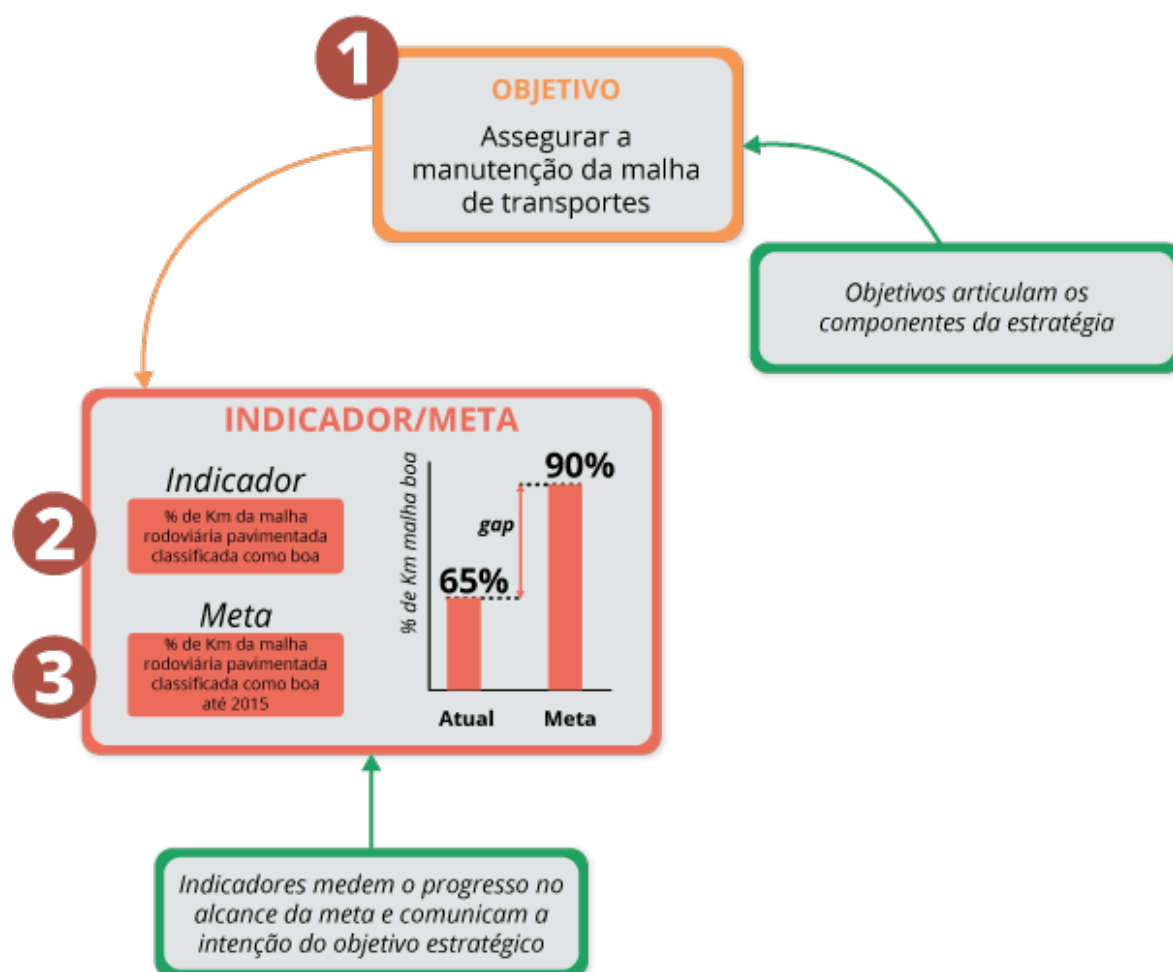 1
OBJETIVO
Assegurar a
manutenção da malha
de transportes
Objetivos articulam os
componentes da estratégia
INDICADOR/META
2
Indicador
% de Km da malha
rodoviária pavimentada
classificada como boa
3
Meta
% de Km da malha
rodoviária pavimentada
classificada como boa
até 2015
% de Km malha boa
90%
gap
65%
Atual
Meta
Indicadores medem o progresso no
alcance da meta e comunicam a
intenção do objetivo estratégico